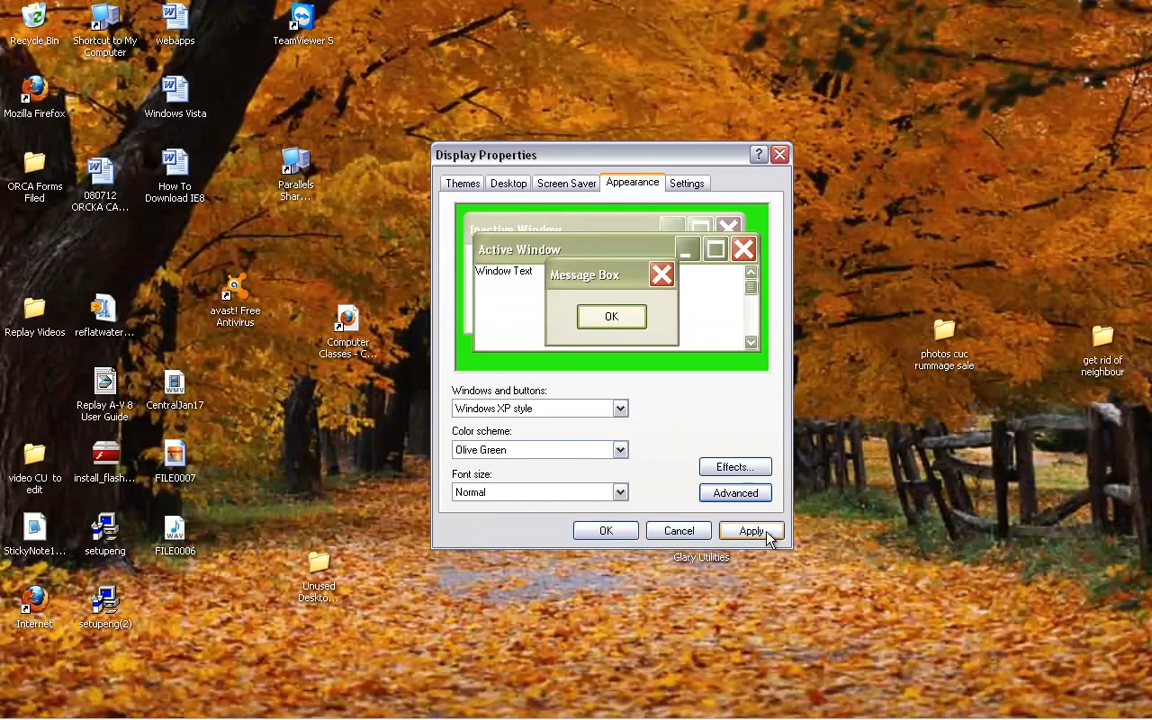 Recycle Bin
Shortcut to My
Computer
webapps
TeamViewer 5
Mozilla Firefox
Windows Vista
ORCA Forms
Filed
080712
ORCKA CA...
How To
Download IE8
Parallels
Shar...
avast! Free
Antivirus
Replay Videos
reflatwater...
Computer
Classes - C...
Replay A-V 8
User Guide
CentralJan17
video CU to
edit
install_flash...
FILE0007
StickyNote1...
setupeng
FILE0006
Unused
Deskto...
Internet
setupeng(2)
Display Properties
Themes
Desktop
Screen Saver
Appearance
Settings
Inactive Window
Active Window
Window Text
Message Box
OK
Windows and buttons:
Windows XP style
Color scheme:
Olive Green
Font size:
Normal
Effects...
Advanced
OK
Cancel
Apply
Glary Utilities
photos cuc
rummage sale
get rid of
neighbour